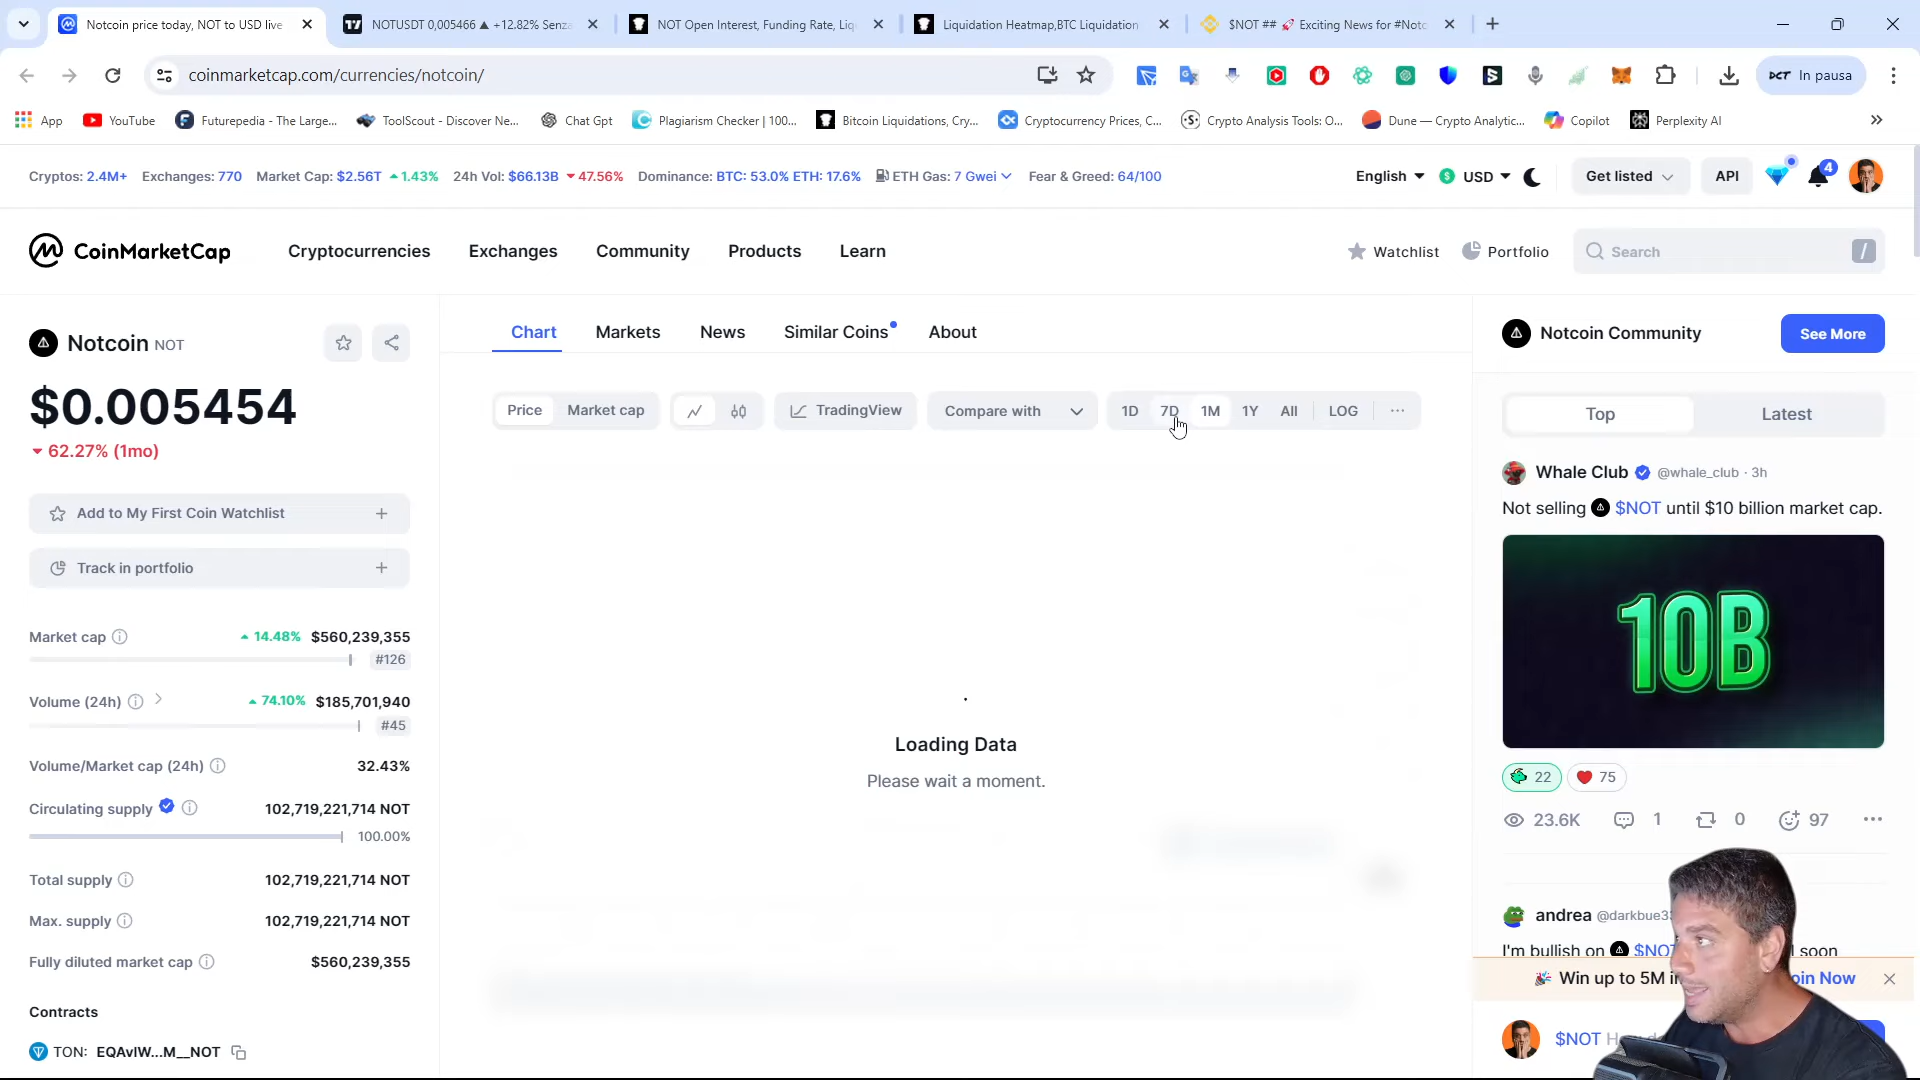 Notcoin price today, NOT to USD live
NOTUSDT 0,005466 ▲ +12.82% Senza
NOT Open Interest, Funding Rate, Liq
Liquidation Heatmap,BTC Liquidation
$NOT ## 🚀 Exciting News for #Notc
coinmarketcap.com/currencies/notcoin/
In pausa
App
YouTube
Futurepedia - The Large...
ToolScout - Discover Ne...
Chat Gpt
Plagiarism Checker | 100...
Bitcoin Liquidations, Cry...
Cryptocurrency Prices, C...
Crypto Analysis Tools: O...
Dune — Crypto Analytic...
Copilot
Perplexity AI
Cryptos: 2.4M+ Exchanges: 770 Market Cap: $2.56T 1.43% 24h Vol: $66.13B 47.56% Dominance: BTC: 53.0% ETH: 17.6% ETH Gas: 7 Gwei Fear & Greed: 64/100
English
USD
Get listed
API
4
CoinMarketCap
Cryptocurrencies
Exchanges
Community
Products
Learn
Watchlist
Portfolio
Search
/
Notcoin NOT
$0.005454
62.27% (1mo)
Add to My First Coin Watchlist +
Track in portfolio +
Market cap 14.48% $560,239,355
#126
Volume (24h) 74.10% $185,701,940
#45
Volume/Market cap (24h) 32.43%
Circulating supply 102,719,221,714 NOT
100.00%
Total supply 102,719,221,714 NOT
Max. supply 102,719,221,714 NOT
Fully diluted market cap $560,239,355
Contracts
TON: EQAvlW...M__NOT
Chart
Markets
News
Similar Coins
About
Price
Market cap
TradingView
Compare with
1D
7D
1M
1Y
All
LOG
...
Loading Data
Please wait a moment.
Notcoin Community
See More
Top
Latest
Whale Club @whale_club · 3h
Not selling $NOT until $10 billion market cap.
10B
22
75
23.6K
1
0
97
andrea
I'm bullish on $NOT soon
Win up to 5M
Now
$NOT